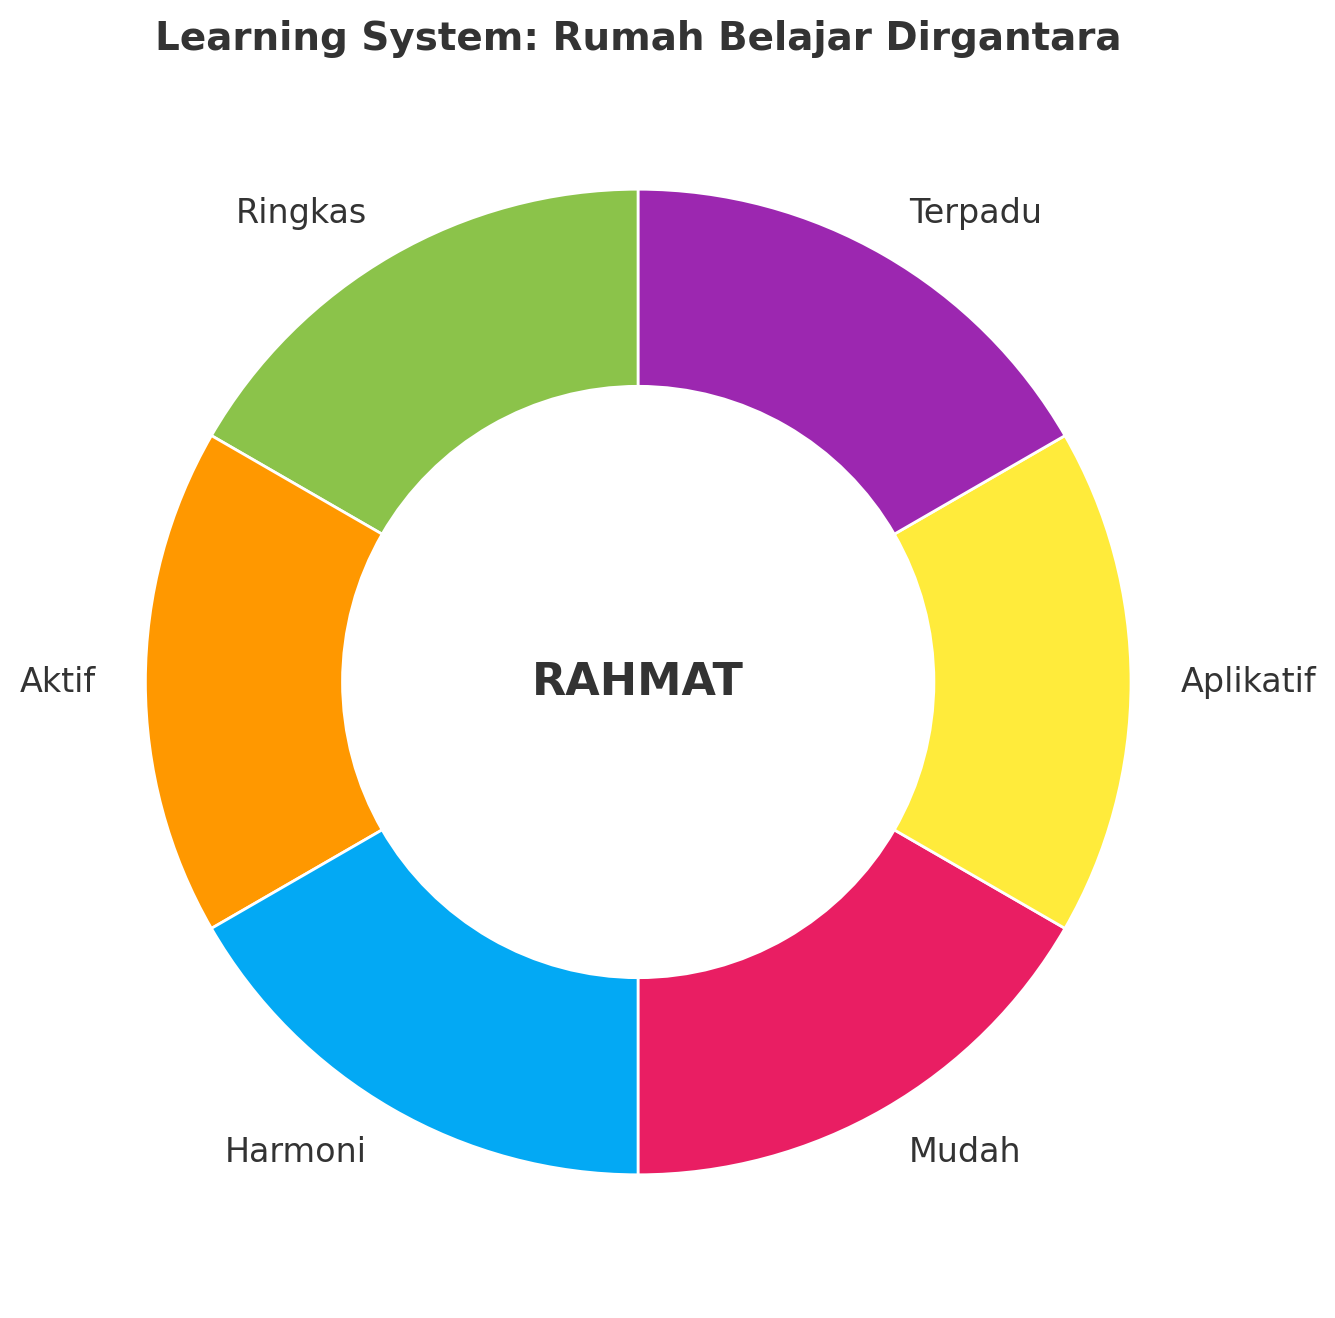 Learning System: Rumah Belajar Dirgantara
Ringkas
Terpadu
Aktif
RAHMAT
Aplikatif
Harmoni
Mudah